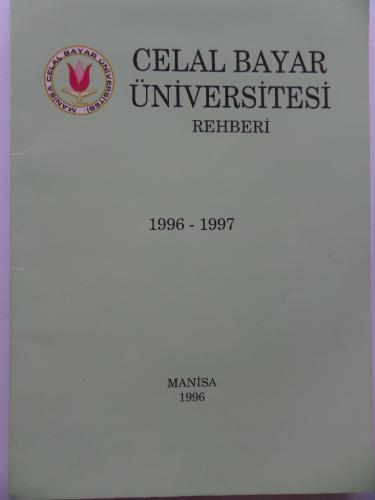 MANİSA CELAL BAYAR ÜNİVERSİTESİ
CELAL BAYAR
ÜNİVERSİTESİ
REHBERİ
1996 - 1997
MANİSA
1996